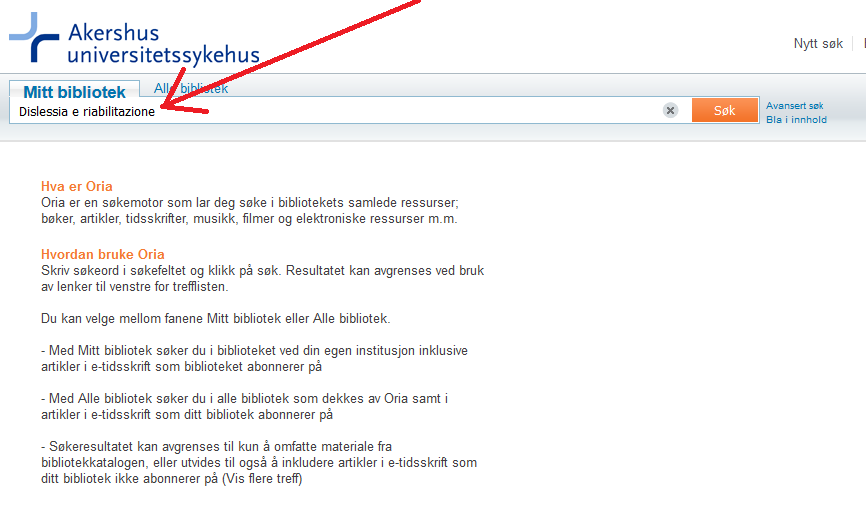 Akershus
universitetssykehus
Nytt søk
Mitt bibliotek
Alle bibliotek
Dislessia e riabilitazione
Søk
Avansert søk
Bla i innhold
Hva er Oria
Oria er en søkemotor som lar deg søke i bibliotekets samlede ressurser;
bøker, artikler, tidsskrifter, musikk, filmer og elektroniske ressurser m.m.
Hvordan bruke Oria
Skriv søkeord i søkefeltet og klikk på søk. Resultatet kan avgrenses ved bruk
av lenker til venstre for trefflisten.
Du kan velge mellom fanene Mitt bibliotek eller Alle bibliotek.
- Med Mitt bibliotek søker du i biblioteket ved din egen institusjon inklusive
artikler i e-tidsskrift som biblioteket abonnerer på
- Med Alle bibliotek søker du i alle bibliotek som dekkes av Oria samt i
artikler i e-tidsskrift som ditt bibliotek abonnerer på
- Søkeresultatet kan avgrenses til kun å omfatte materiale fra
bibliotekkatalogen, eller utvides til også å inkludere artikler i e-tidsskrift som
ditt bibliotek ikke abonnerer på (Vis flere treff)